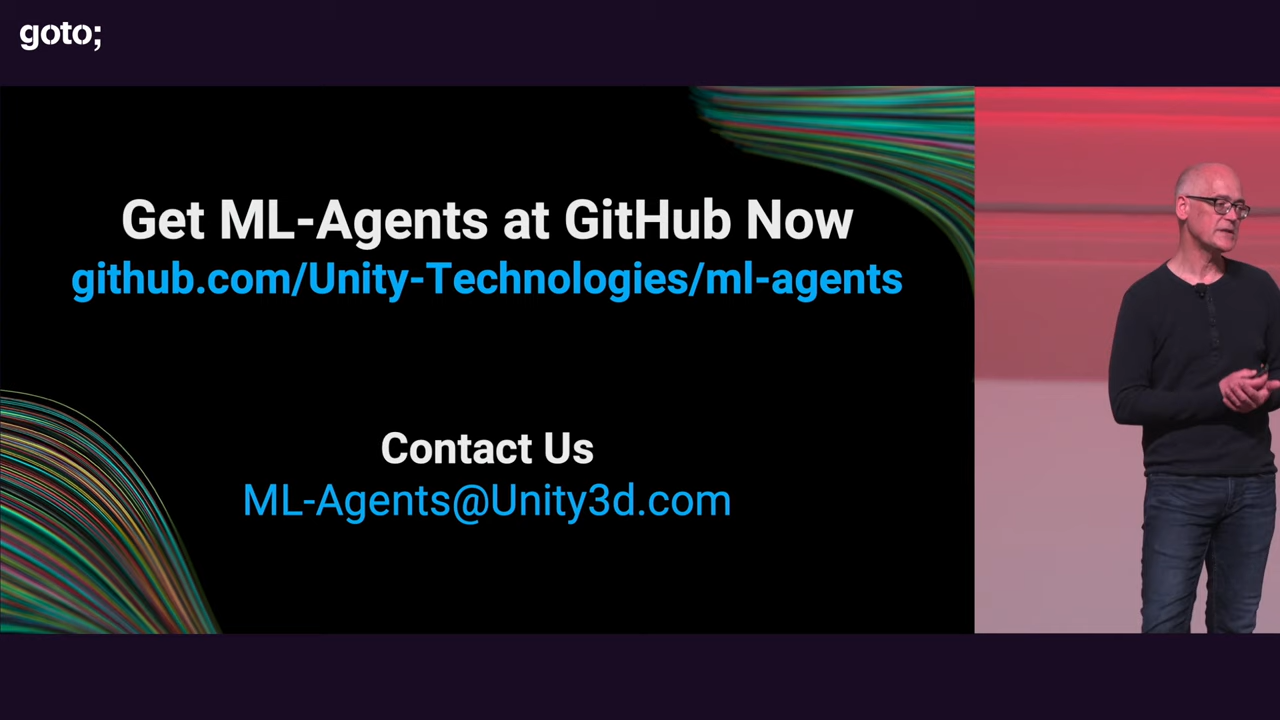 goto;
Get ML-Agents at GitHub Now
github.com/Unity-Technologies/ml-agents
Contact Us
ML-Agents@Unity3d.com